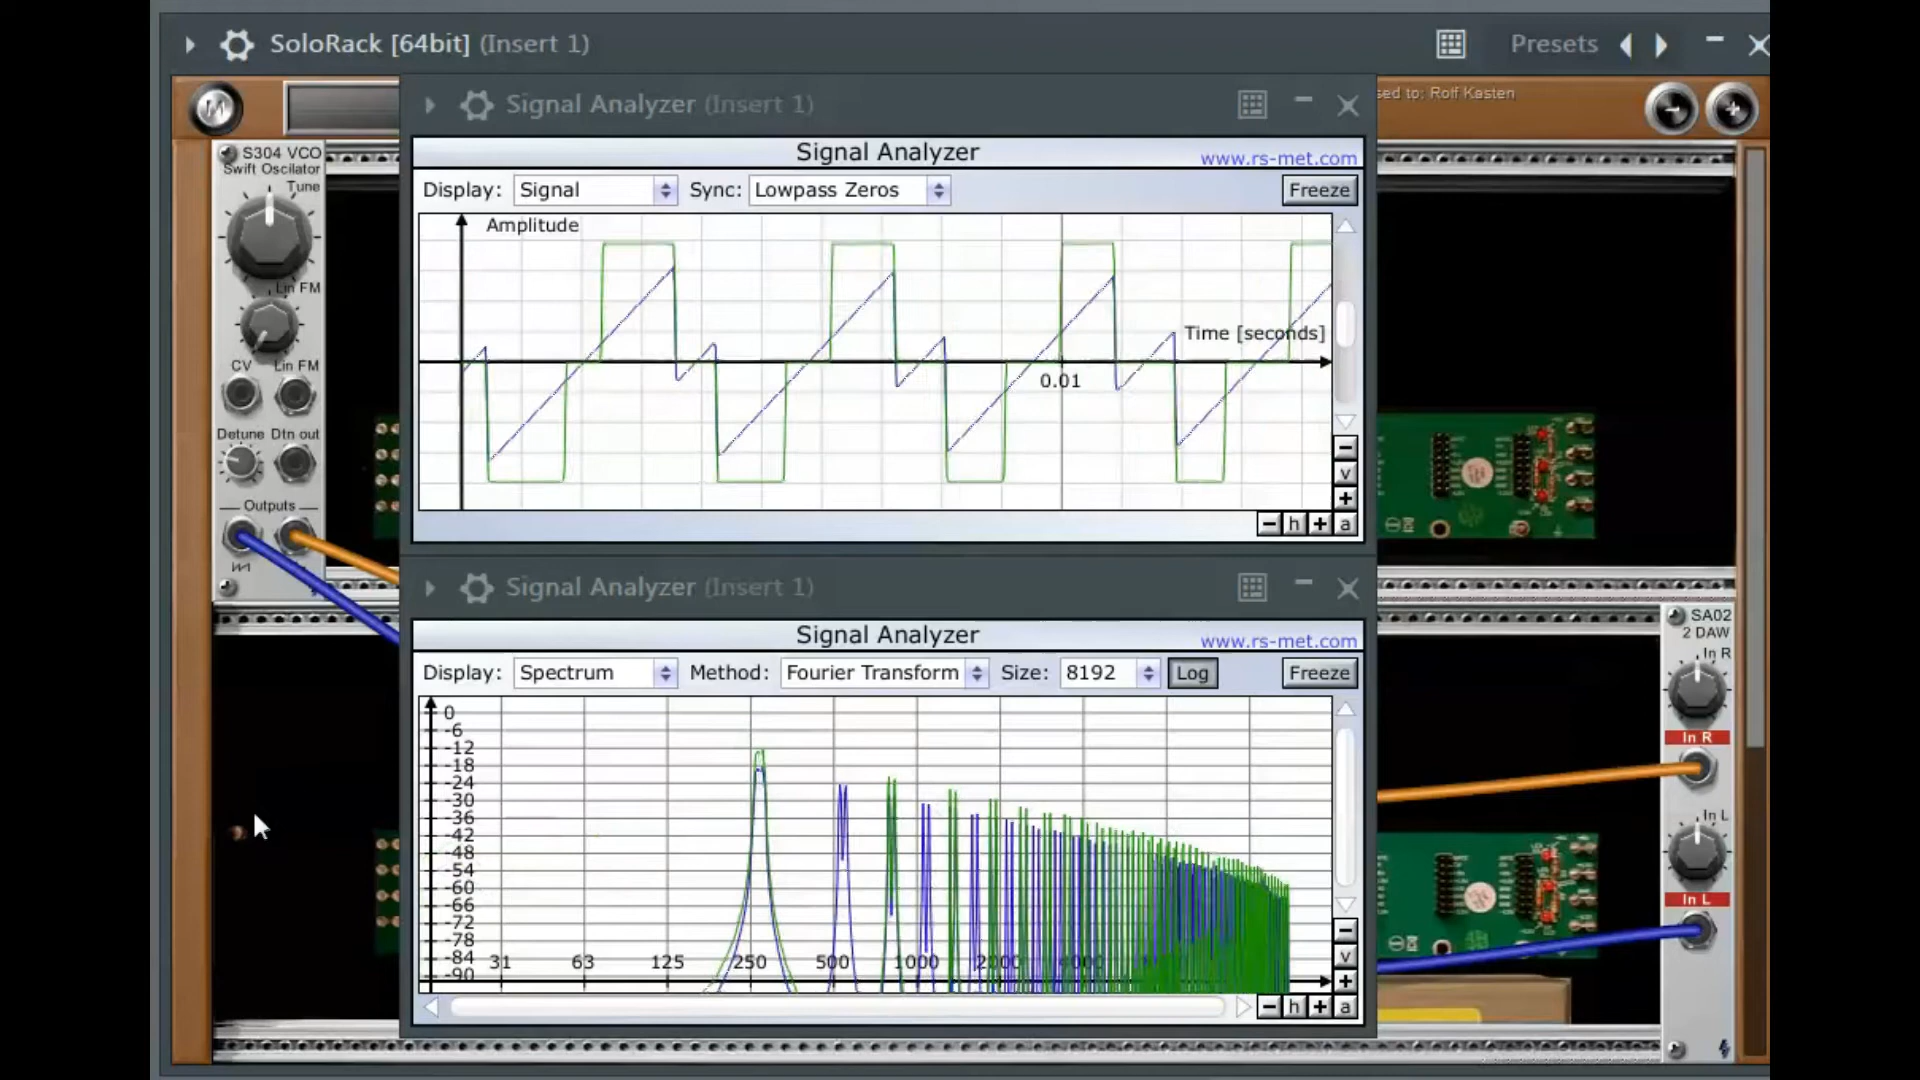 SoloRack [64bit] (Insert 1)
Presets
M
sed to: Rolf Kasten
Signal Analyzer (Insert 1)
Signal Analyzer
www.rs-met.com
Display: Signal Sync: Lowpass Zeros Freeze
Amplitude
Time [seconds]
0.01
v
h a
S304 VCO
Swift Oscilator
Tune
Lin FM
CV Lin FM
Detune Dtn out
Outputs
Signal Analyzer (Insert 1)
Signal Analyzer
www.rs-met.com
Display: Spectrum Method: Fourier Transform Size: 8192 Log Freeze
0
-6
-12
-18
-24
-30
-36
-42
-48
-54
-60
-66
-72
-78
-84
-90
31 63 125 250 500 1000 2000 4000
v
h a
SA02
2 DAW
In R
In R
In L
In L